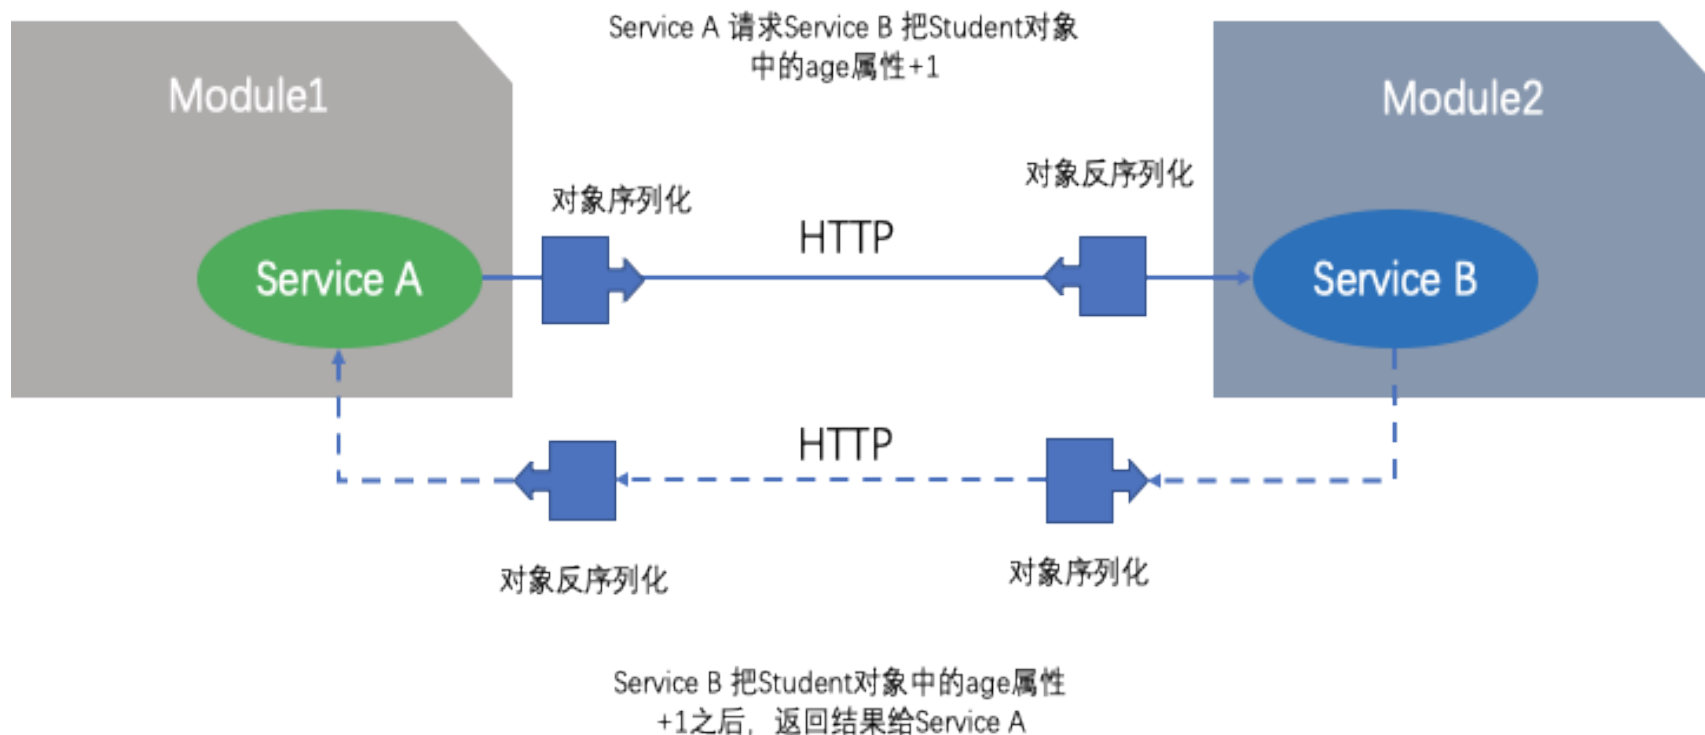 Service A 请求Service B 把Student对象
中的age属性+1
Module1
Module2
对象序列化
对象反序列化
HTTP
Service A
Service B
HTTP
对象反序列化
对象序列化
Service B 把Student对象中的age属性
+1之后，返回结果给Service A